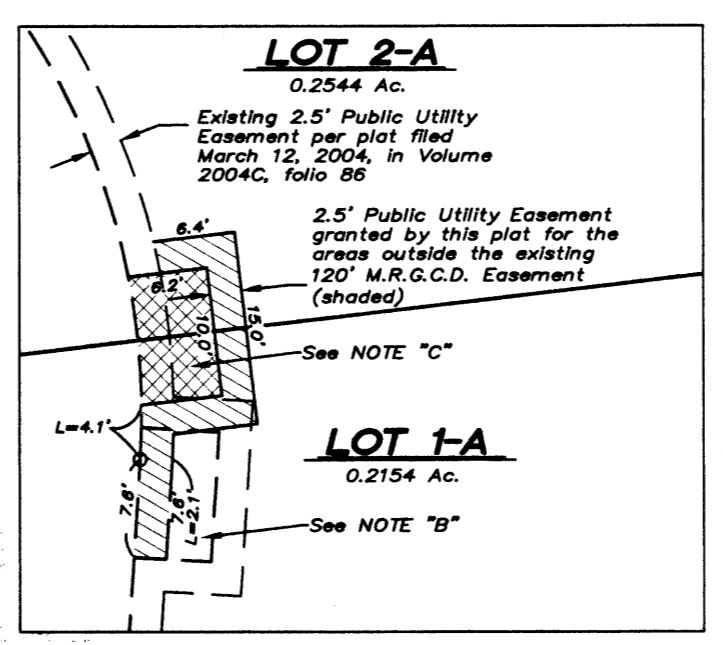 LOT 2-A
0.2544 Ac.
Existing 2.5' Public Utility
Easement per plat filed
March 12, 2004, in Volume
2004C, folio 86
6.4'
2.5' Public Utility Easement
granted by this plat for the
areas outside the existing
120' M.R.G.C.D. Easement
(shaded)
6.2'
10.0'
15.0'
See NOTE "C"
L=4.1'
LOT 1-A
0.2154 Ac.
7.6'
7.6'
L=2.1'
See NOTE "B"